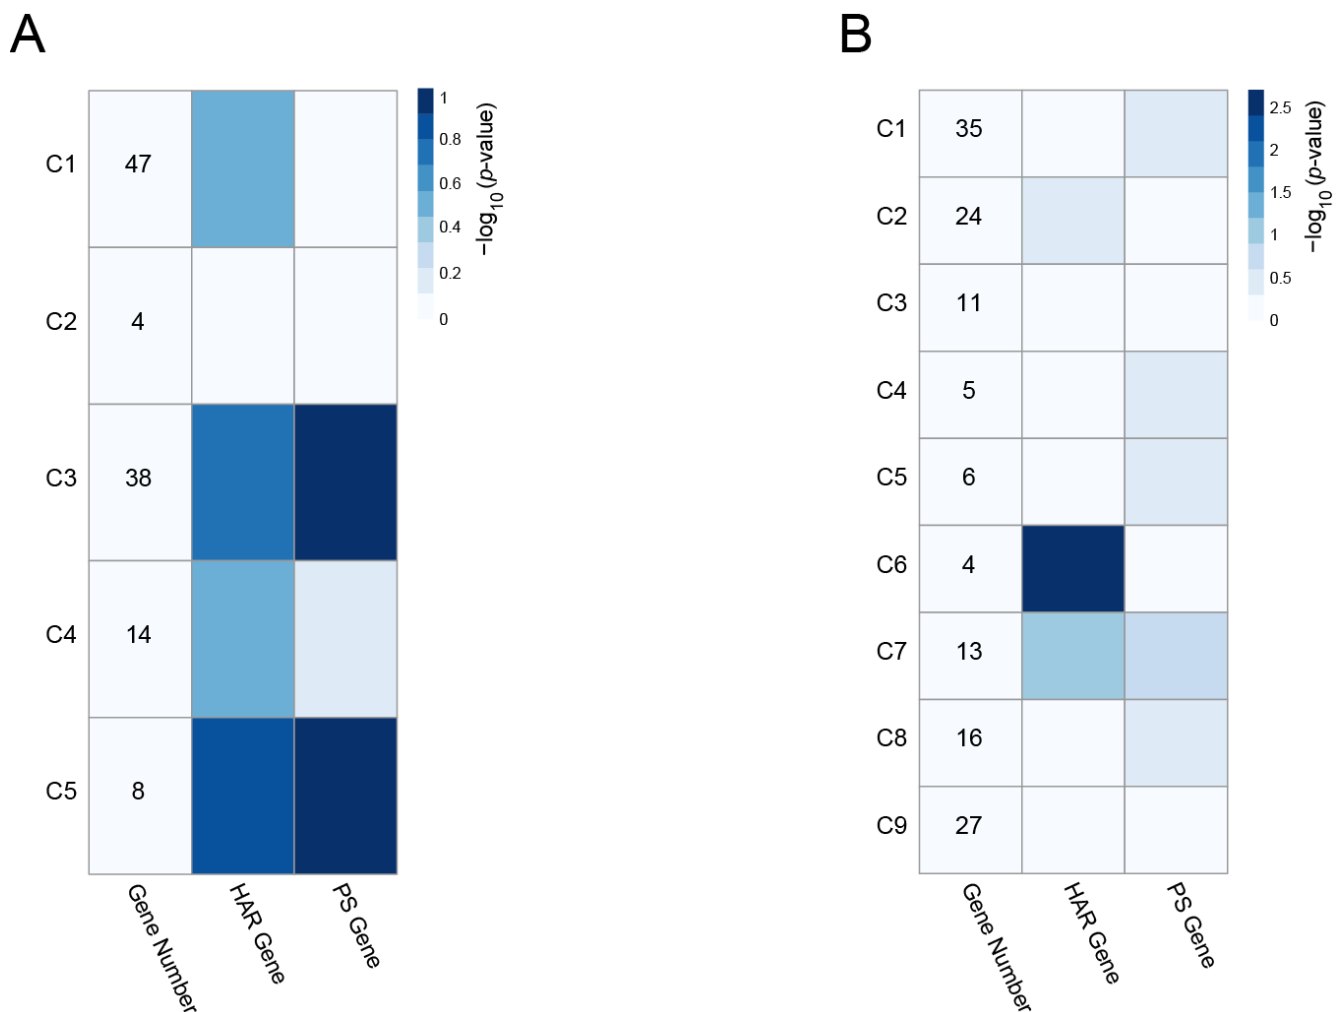 A
C1
47
C2
4
C3
38
C4
14
C5
8
Gene Number
HAR Gene
PS Gene
1
0.8
0.6
0.4
0.2
0
−log10(p-value)
B
C1
35
C2
24
C3
11
C4
5
C5
6
C6
4
C7
13
C8
16
C9
27
Gene Number
HAR Gene
PS Gene
2.5
2
1.5
1
0.5
0
−log10(p-value)